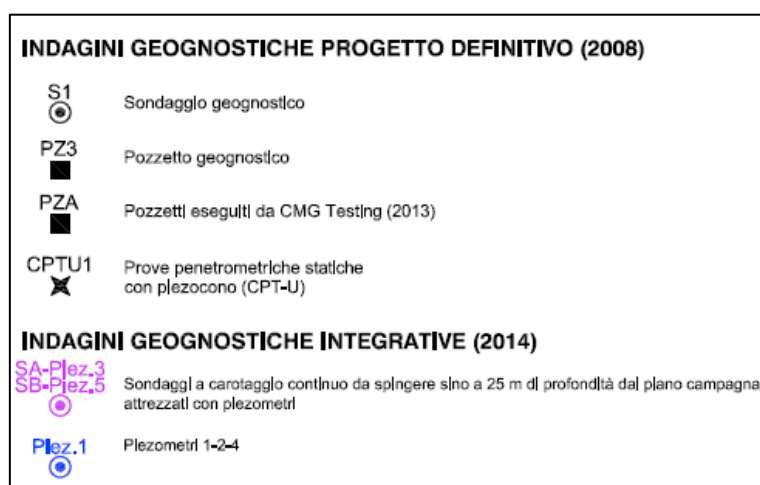 INDAGINI GEOGNOSTICHE PROGETTO DEFINITIVO (2008)
S1
Sondaggio geognostico
PZ3
Pozzetto geognostico
PZA
Pozzetti eseguiti da CMG Testing (2013)
CPTU1
Prove penetrometriche statiche
con piezocono (CPT-U)
INDAGINI GEOGNOSTICHE INTEGRATIVE (2014)
SA-Piez.3
SB-Piez.5
Sondaggi a carotaggio continuo da spingere sino a 25 m di profondità dal piano campagna
attrezzati con piezometri
Piez.1
Piezometri 1-2-4